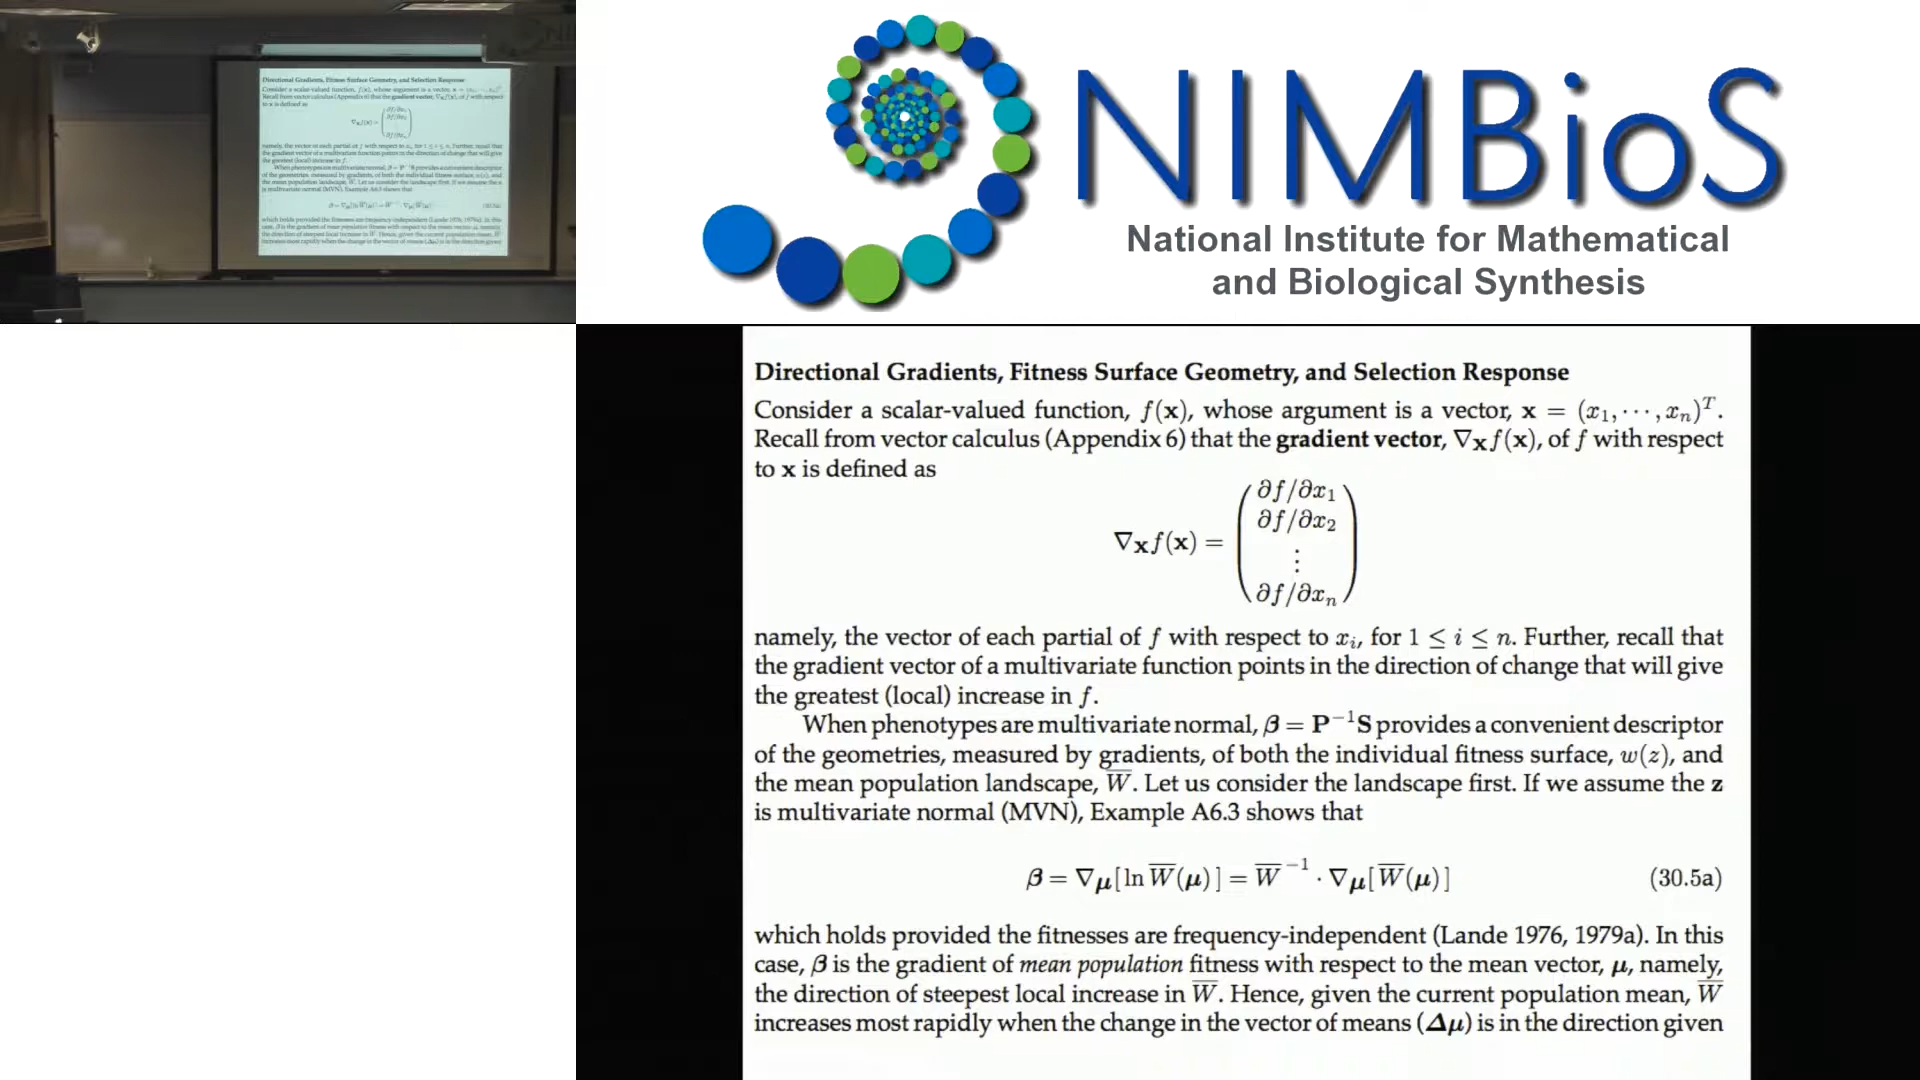 NIMBioS
National Institute for Mathematical
and Biological Synthesis
Directional Gradients, Fitness Surface Geometry, and Selection Response
Consider a scalar-valued function, f(x), whose argument is a vector, x = (x₁, ⋯, xₙ)ᵀ.
Recall from vector calculus (Appendix 6) that the gradient vector, ∇ₓf(x), of f with respect
to x is defined as
∇ₓf(x) =
∂f/∂x₁
∂f/∂x₂
⋮
∂f/∂xₙ
namely, the vector of each partial of f with respect to xᵢ, for 1 ≤ i ≤ n. Further, recall that
the gradient vector of a multivariate function points in the direction of change that will give
the greatest (local) increase in f.
When phenotypes are multivariate normal, β = P⁻¹S provides a convenient descriptor
of the geometries, measured by gradients, of both the individual fitness surface, w(z), and
the mean population landscape, W̅. Let us consider the landscape first. If we assume the z
is multivariate normal (MVN), Example A6.3 shows that
β = ∇μ[ln W̅(μ)] = W̅⁻¹ · ∇μ[W̅(μ)] (30.5a)
which holds provided the fitnesses are frequency-independent (Lande 1976, 1979a). In this
case, β is the gradient of mean population fitness with respect to the mean vector, μ, namely,
the direction of steepest local increase in W̅. Hence, given the current population mean, W̅
increases most rapidly when the change in the vector of means (Δμ) is in the direction given